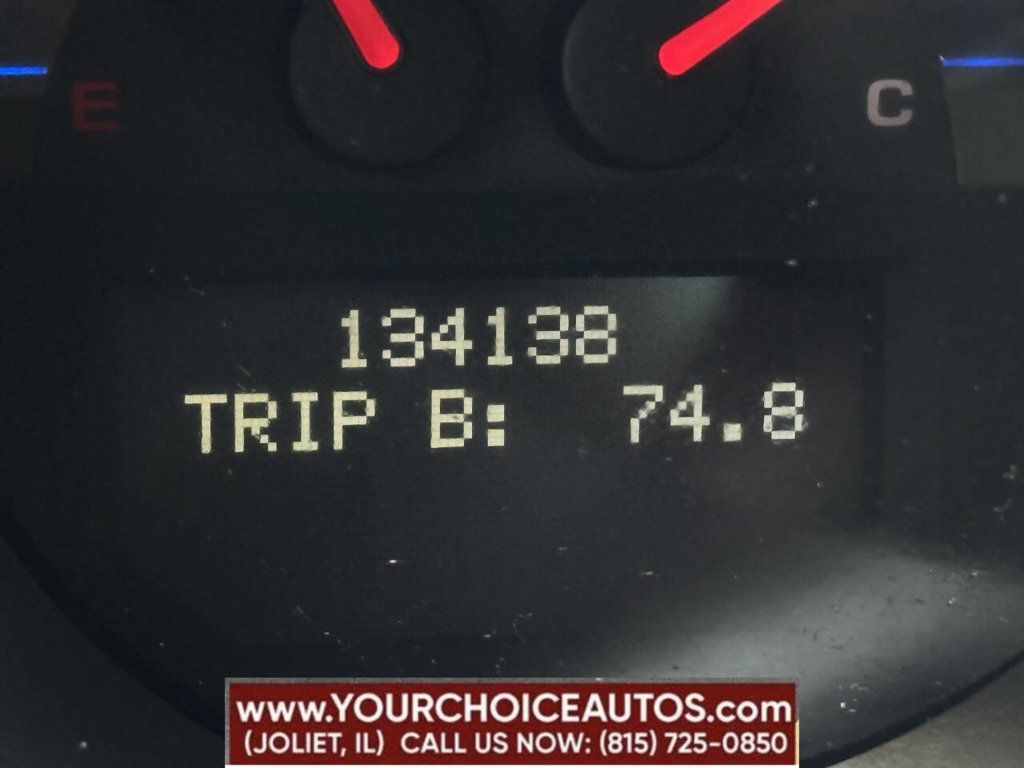 E C
134138
TRIP B: 74.8
www.YOURCHOICEAUTOS.com
(JOLIET, IL) CALL US NOW: (815) 725-0850